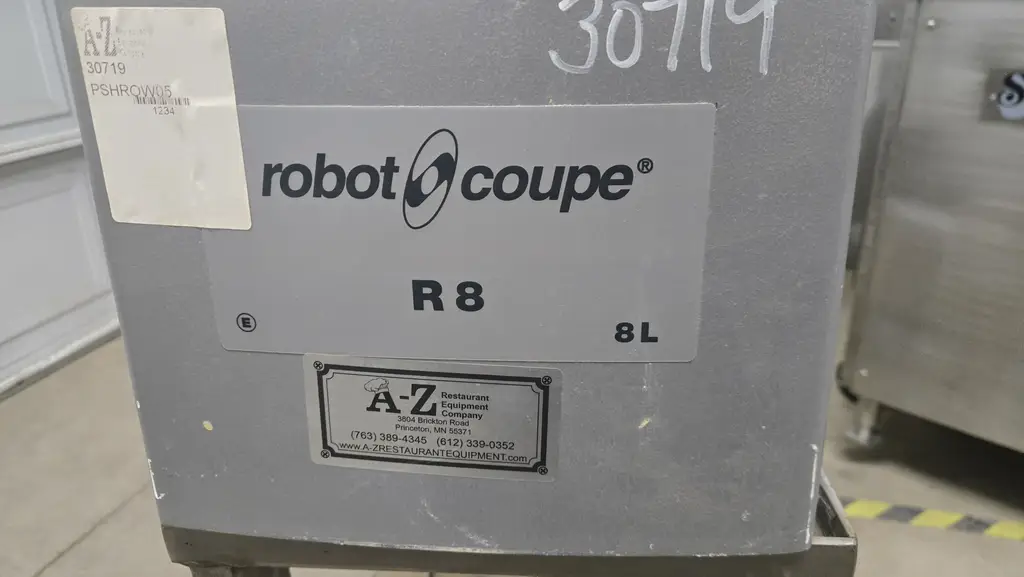 30719
A-Z
30719
PSHROW05
1234
robot coupe®
R 8
E
8 L
A-Z Restaurant
Equipment
Company
3804 Brickton Road
Princeton, MN 55371
(763) 389-4345 (612) 339-0352
www.A-ZRESTAURANTEQUIPMENT.com